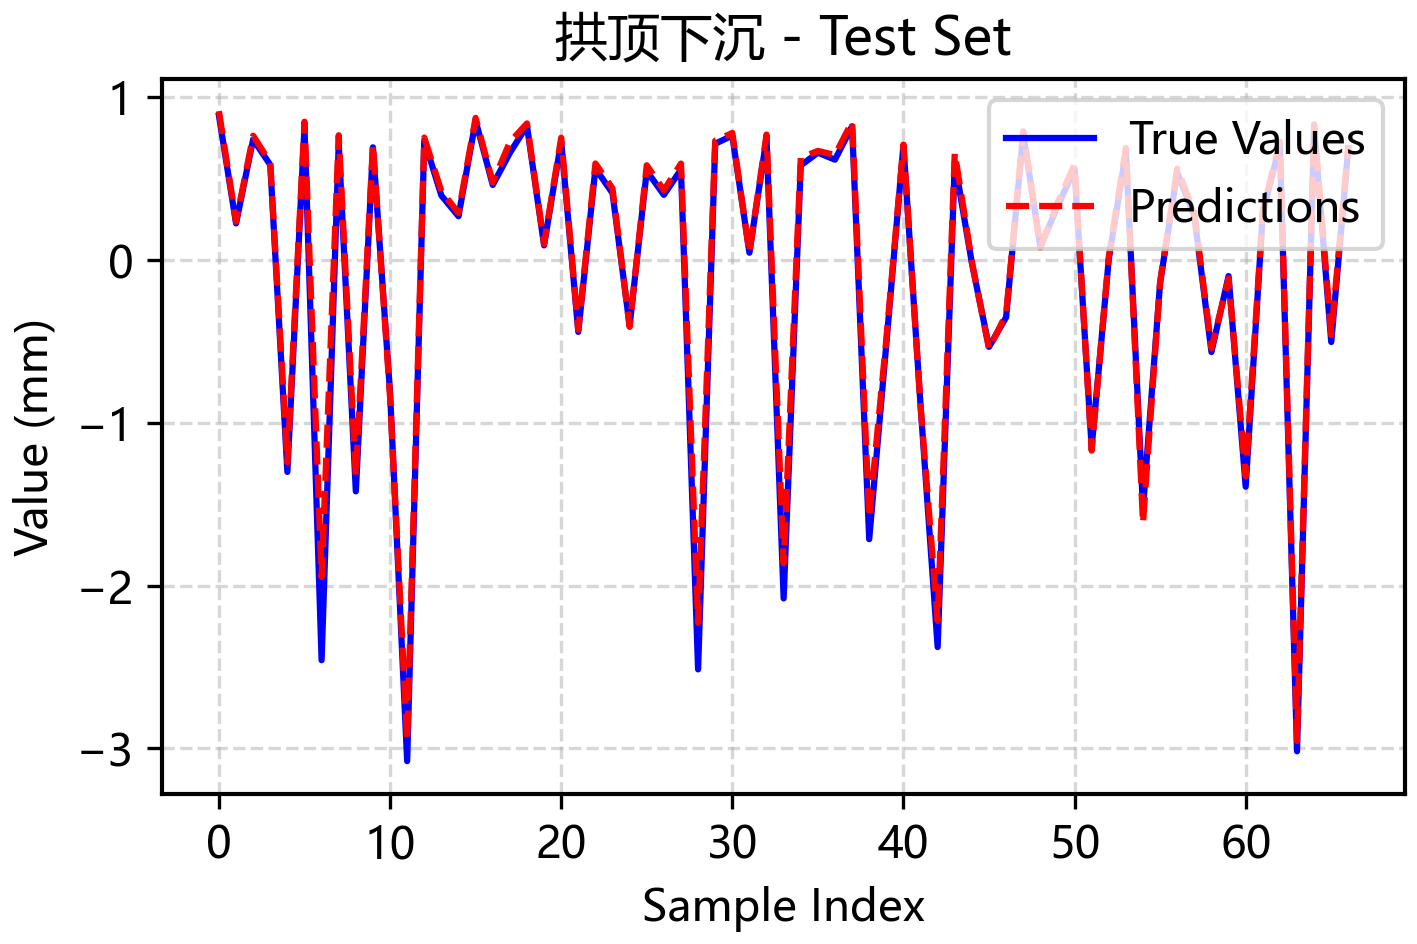 拱顶下沉 - Test Set
True Values
Predictions
Value (mm)
1
0
−1
−2
−3
0 10 20 30 40 50 60
Sample Index